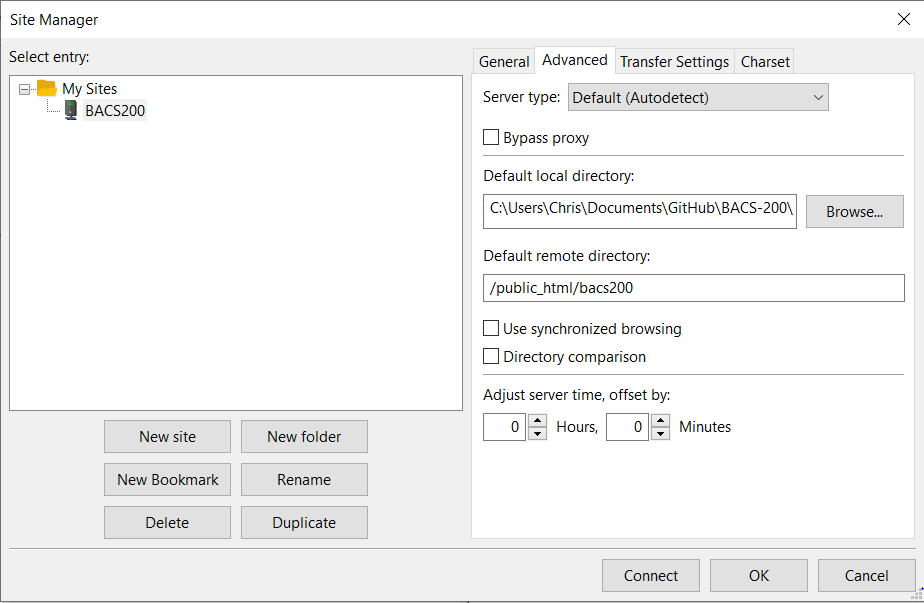 Site Manager
Select entry:
My Sites
BACS200
New site
New folder
New Bookmark
Rename
Delete
Duplicate
General
Advanced
Transfer Settings
Charset
Server type:
Default (Autodetect)
Bypass proxy
Default local directory:
C:\Users\Chris\Documents\GitHub\BACS-200\
Browse...
Default remote directory:
/public_html/bacs200
Use synchronized browsing
Directory comparison
Adjust server time, offset by:
0 Hours, 0 Minutes
Connect
OK
Cancel